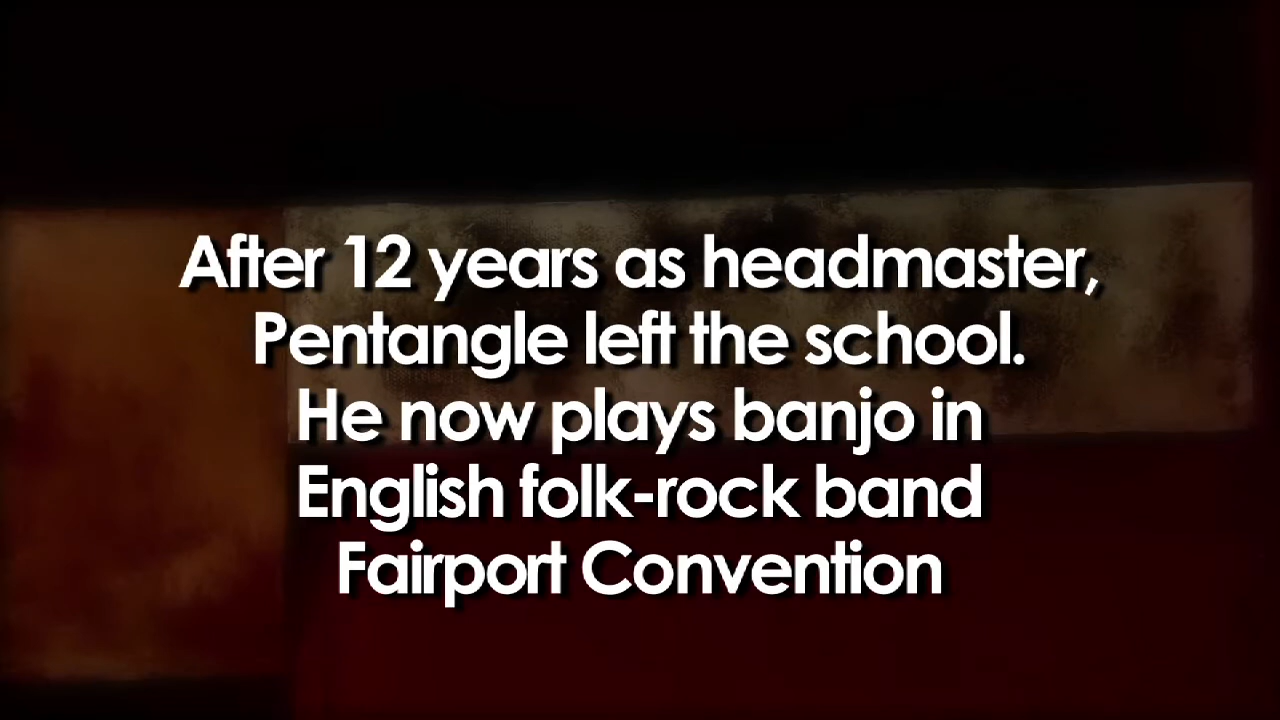 After 12 years as headmaster,
Pentangle left the school.
He now plays banjo in
English folk-rock band
Fairport Convention